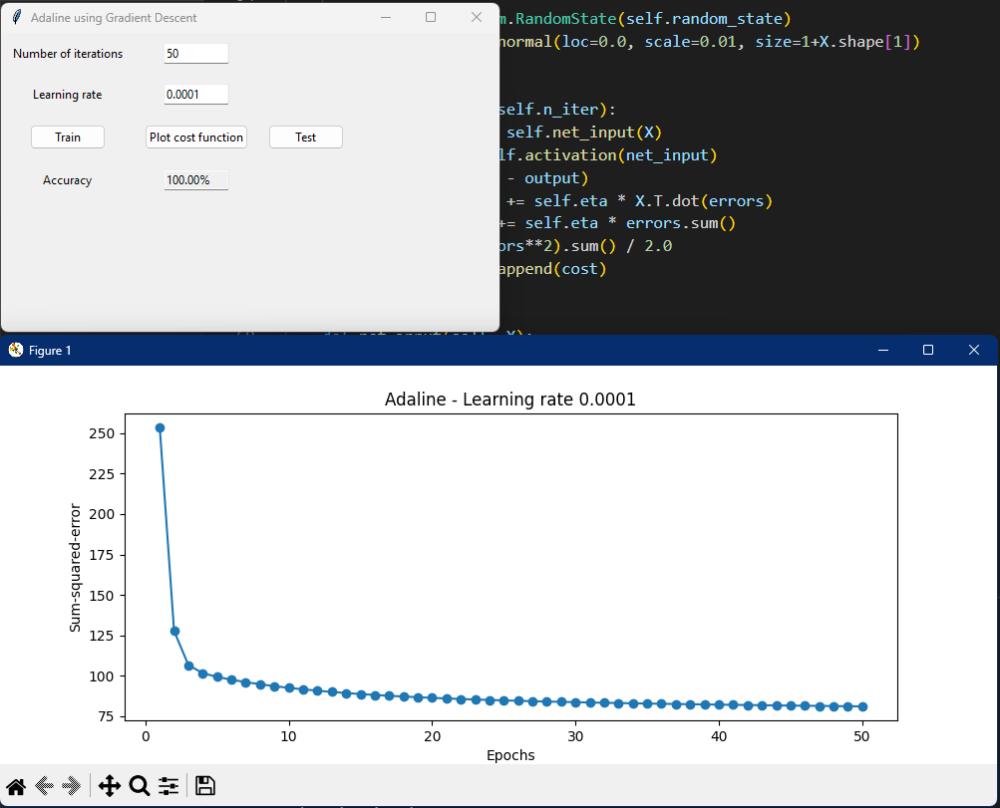 Adaline using Gradient Descent
Number of iterations 50
Learning rate 0.0001
Train Plot cost function Test
Accuracy 100.00%
.RandomState(self.random_state)
normal(loc=0.0, scale=0.01, size=1+X.shape[1])
self.n_iter):
self.net_input(X)
lf.activation(net_input)
- output)
+= self.eta * X.T.dot(errors)
+= self.eta * errors.sum()
ors**2).sum() / 2.0
append(cost)
Figure 1
Adaline - Learning rate 0.0001
Sum-squared-error
250
225
200
175
150
125
100
75
0 10 20 30 40 50
Epochs